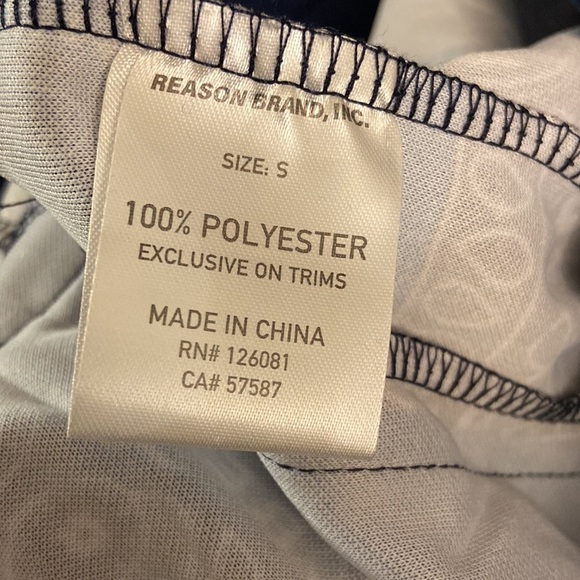 REASON BRAND, INC.
SIZE: S
100% POLYESTER
EXCLUSIVE ON TRIMS
MADE IN CHINA
RN# 126081
CA# 57587